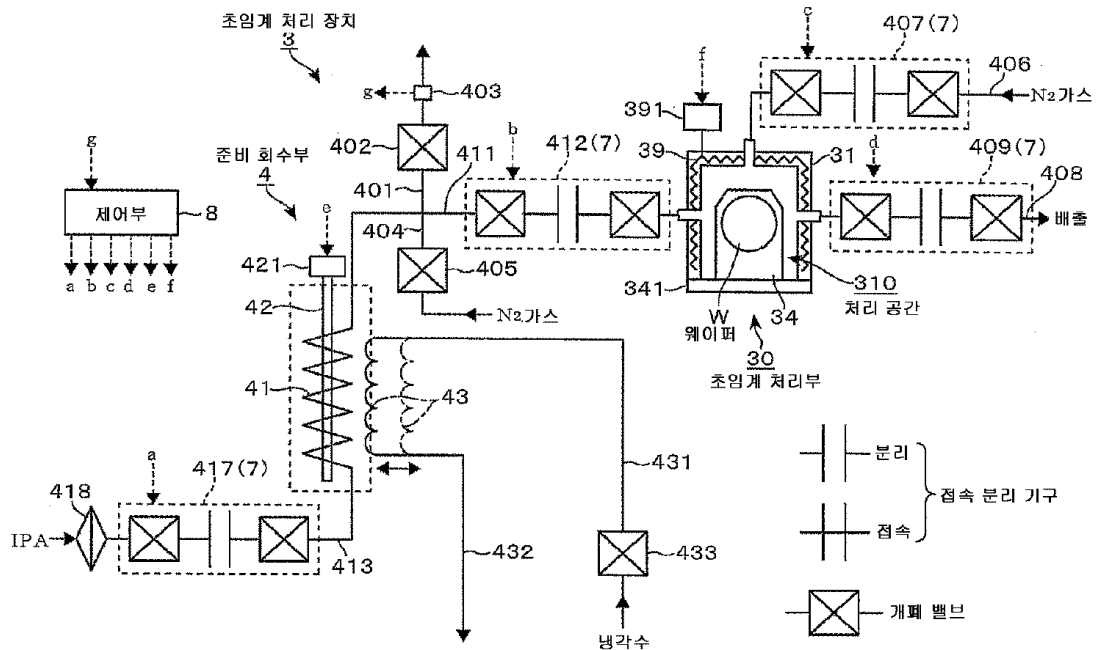 초임계 처리 장치
3
c
407(7)
406
N2가스
f
391
g
403
402
g
준비 회수부
4
제어부
8
a b c d e f
b
412(7)
411
401
404
405
N2가스
39
31
d
409(7)
408
배출
310
처리 공간
341
34
W
웨이퍼
30
초임계 처리부
e
421
42
41
43
431
432
433
냉각수
a
417(7)
418
IPA
413
분리
접속
접속 분리 기구
개폐 밸브